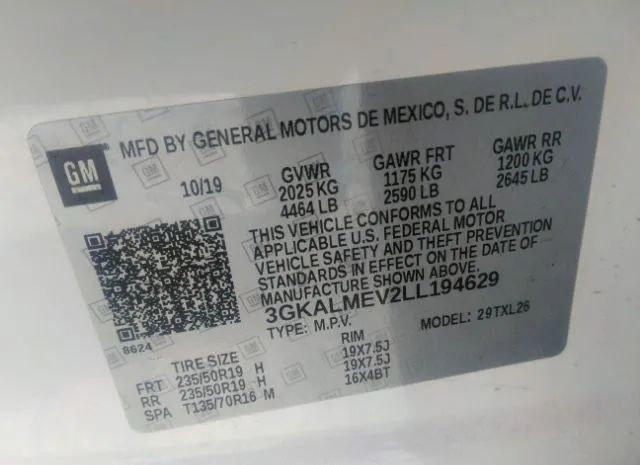 GM
MFD BY GENERAL MOTORS DE MEXICO, S. DE R.L. DE C.V.
10/19 GVWR GAWR FRT GAWR RR
2025 KG 1175 KG 1200 KG
4464 LB 2590 LB 2645 LB
THIS VEHICLE CONFORMS TO ALL
APPLICABLE U.S. FEDERAL MOTOR
VEHICLE SAFETY AND THEFT PREVENTION
STANDARDS IN EFFECT ON THE DATE OF
MANUFACTURE SHOWN ABOVE.
3GKALMEV2LL194629
TYPE: M.P.V. MODEL: 29TXL26
8624
TIRE SIZE RIM
FRT 235/50R19 H 19X7.5J
RR 235/50R19 H 19X7.5J
SPA T135/70R16 M 16X4BT